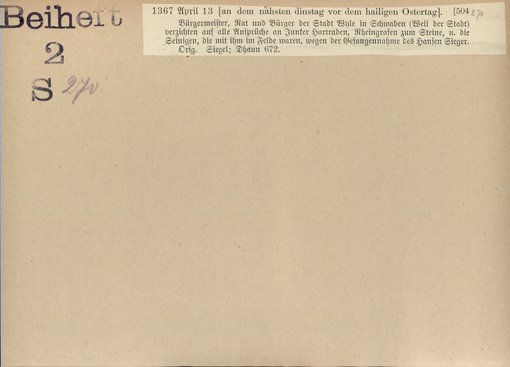 Beiheft
2
S 270
1367 April 13 [an dem nähsten dinstag vor dem hailigen Ostertag]. [504
Bürgermeister, Rat und Bürger der Stadt Wyle in Schwaben (Weil der Stadt)
verzichten auf alle Ansprüche an Junker Hartraden, Rheingrafen zum Steine, u. die
Seinigen, die mit ihm im Felde waren, wegen der Gefangennahme des Hansen Sieger.
Orig. Siegel; Dhaun 672.